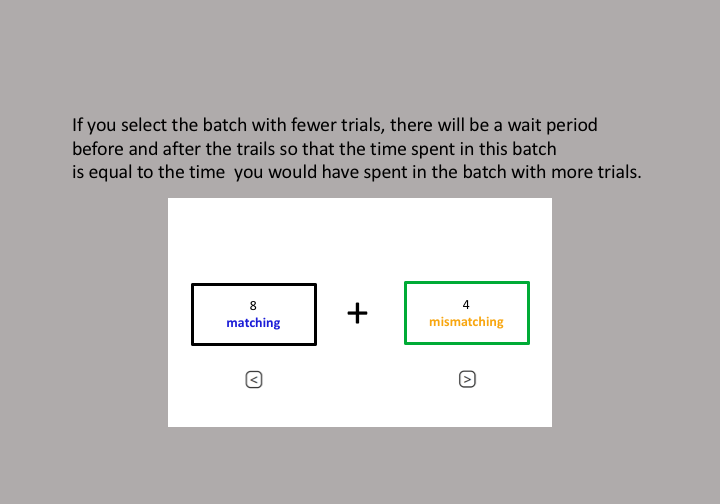 If you select the batch with fewer trials, there will be a wait period
before and after the trails so that the time spent in this batch
is equal to the time  you would have spent in the batch with more trials.
8
matching
+
4
mismatching
<
>